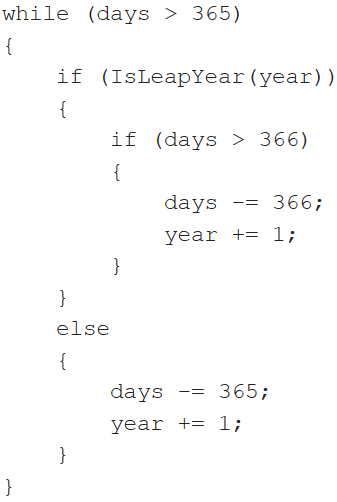 while (days > 365)
{
    if (IsLeapYear(year))
    {
        if (days > 366)
        {
            days -= 366;
            year += 1;
        }
    }
    else
    {
        days -= 365;
        year += 1;
    }
}